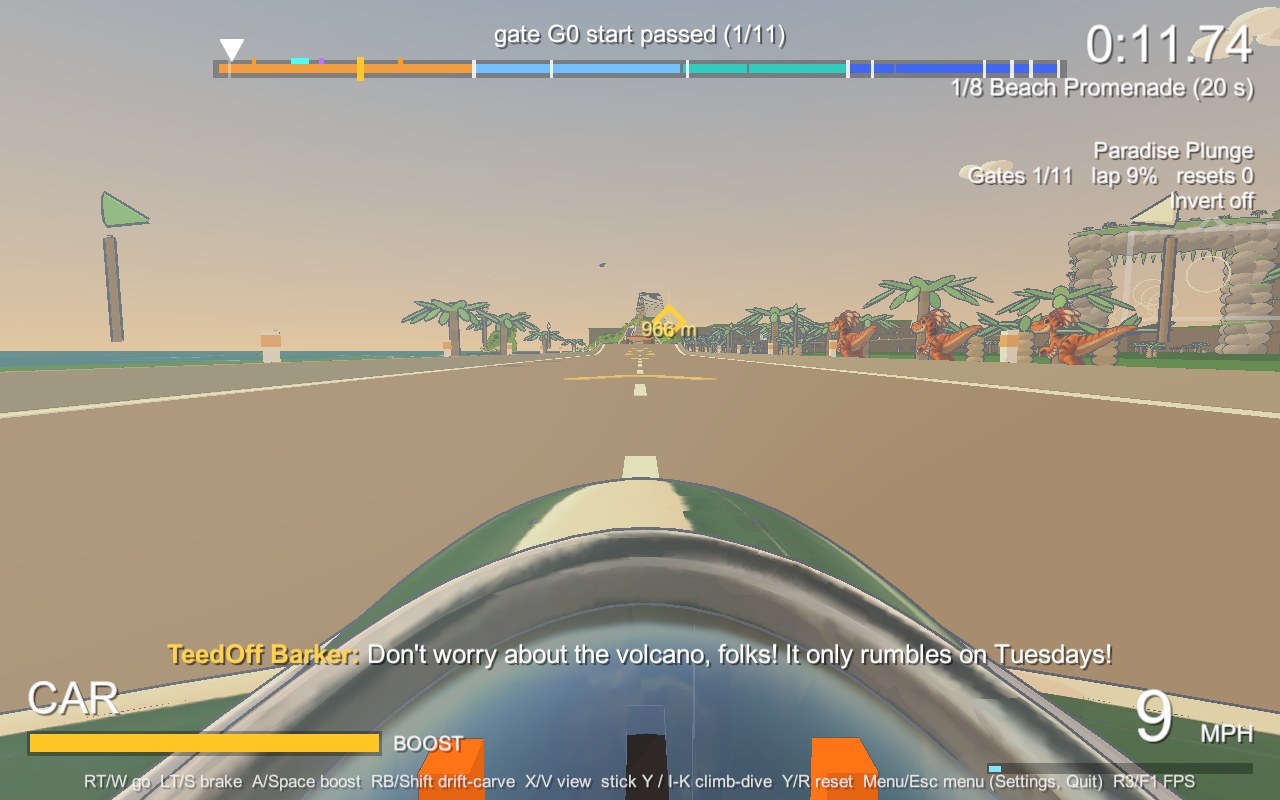 gate G0 start passed (1/11)
0:11.74
1/8 Beach Promenade (20 s)
Paradise Plunge
Gates 1/11 lap 9% resets 0
Invert off
966 m
TeedOff Barker: Don't worry about the volcano, folks! It only rumbles on Tuesdays!
CAR
BOOST
9 MPH
RT/W go LT/S brake A/Space boost RB/Shift drift-carve X/V view stick Y / I-K climb-dive Y/R reset Menu/Esc menu (Settings, Quit) R3/F1 FPS